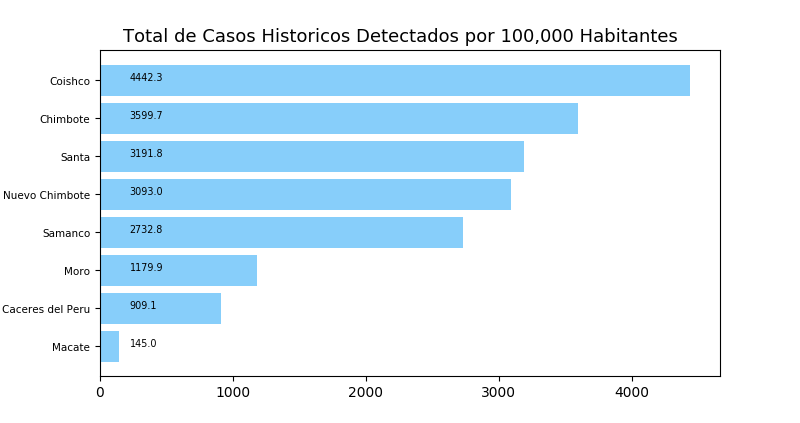 Total de Casos Historicos Detectados por 100,000 Habitantes
Coishco 4442.3
Chimbote 3599.7
Santa 3191.8
Nuevo Chimbote 3093.0
Samanco 2732.8
Moro 1179.9
Caceres del Peru 909.1
Macate 145.0
0 1000 2000 3000 4000